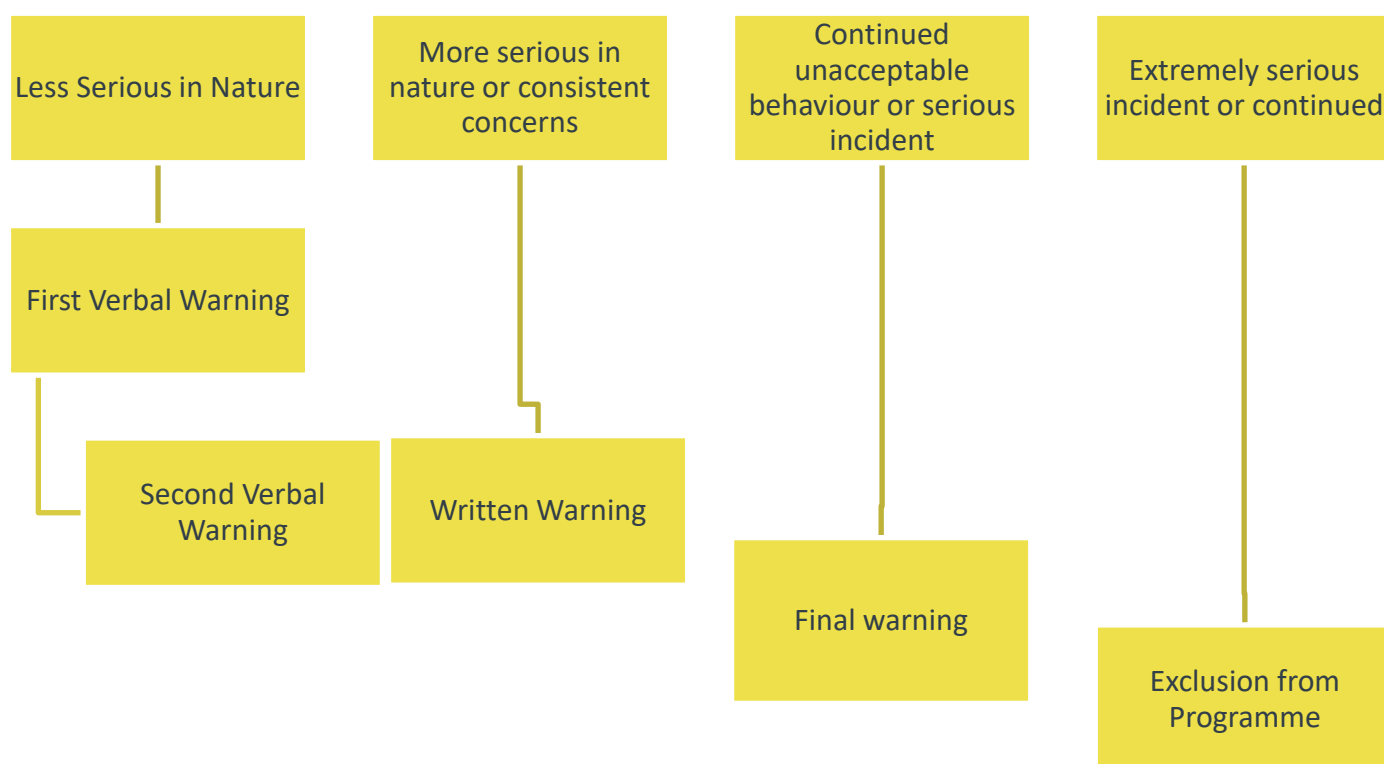 Less Serious in Nature
More serious in
nature or consistent
concerns
Continued
unacceptable
behaviour or serious
incident
Extremely serious
incident or continued
First Verbal Warning
Second Verbal
Warning
Written Warning
Final warning
Exclusion from
Programme